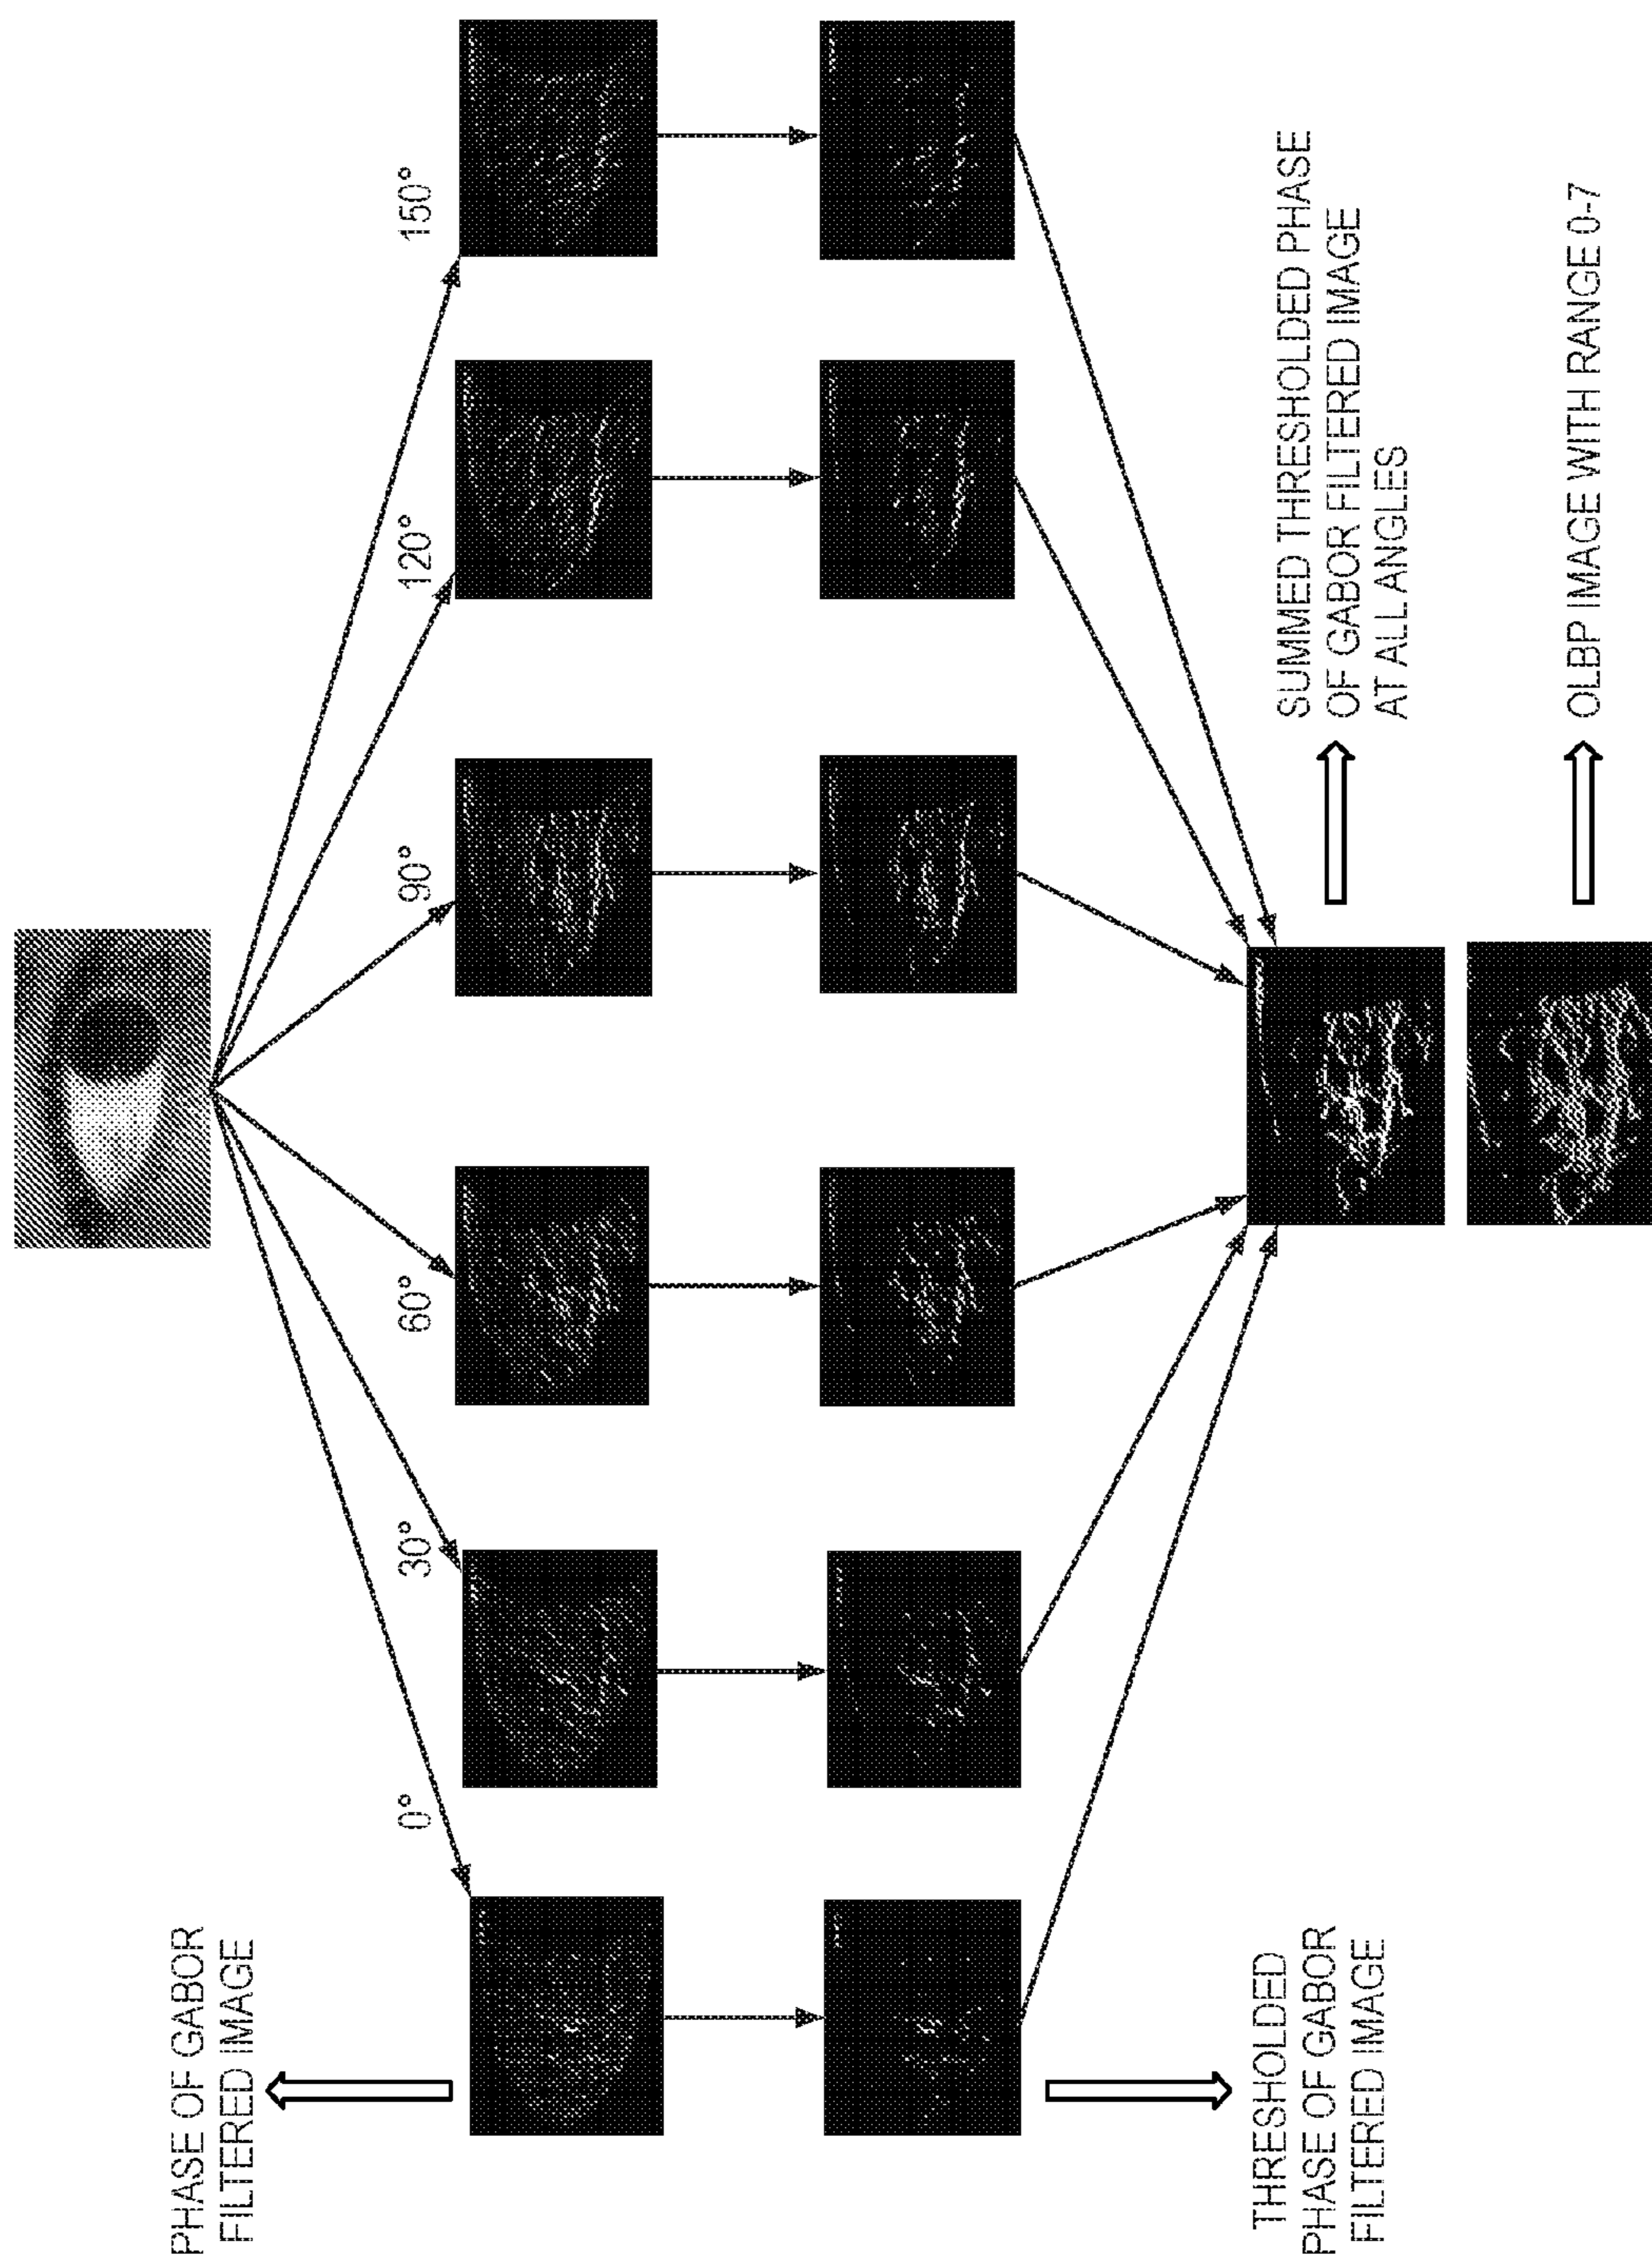 PHASE OF GABOR
FILTERED IMAGE
0°
30°
60°
90°
120°
150°
THRESHOLDED
PHASE OF GABOR
FILTERED IMAGE
SUMMED THRESHOLDED PHASE
OF GABOR FILTERED IMAGE
AT ALL ANGLES
OLBP IMAGE WITH RANGE 0-7